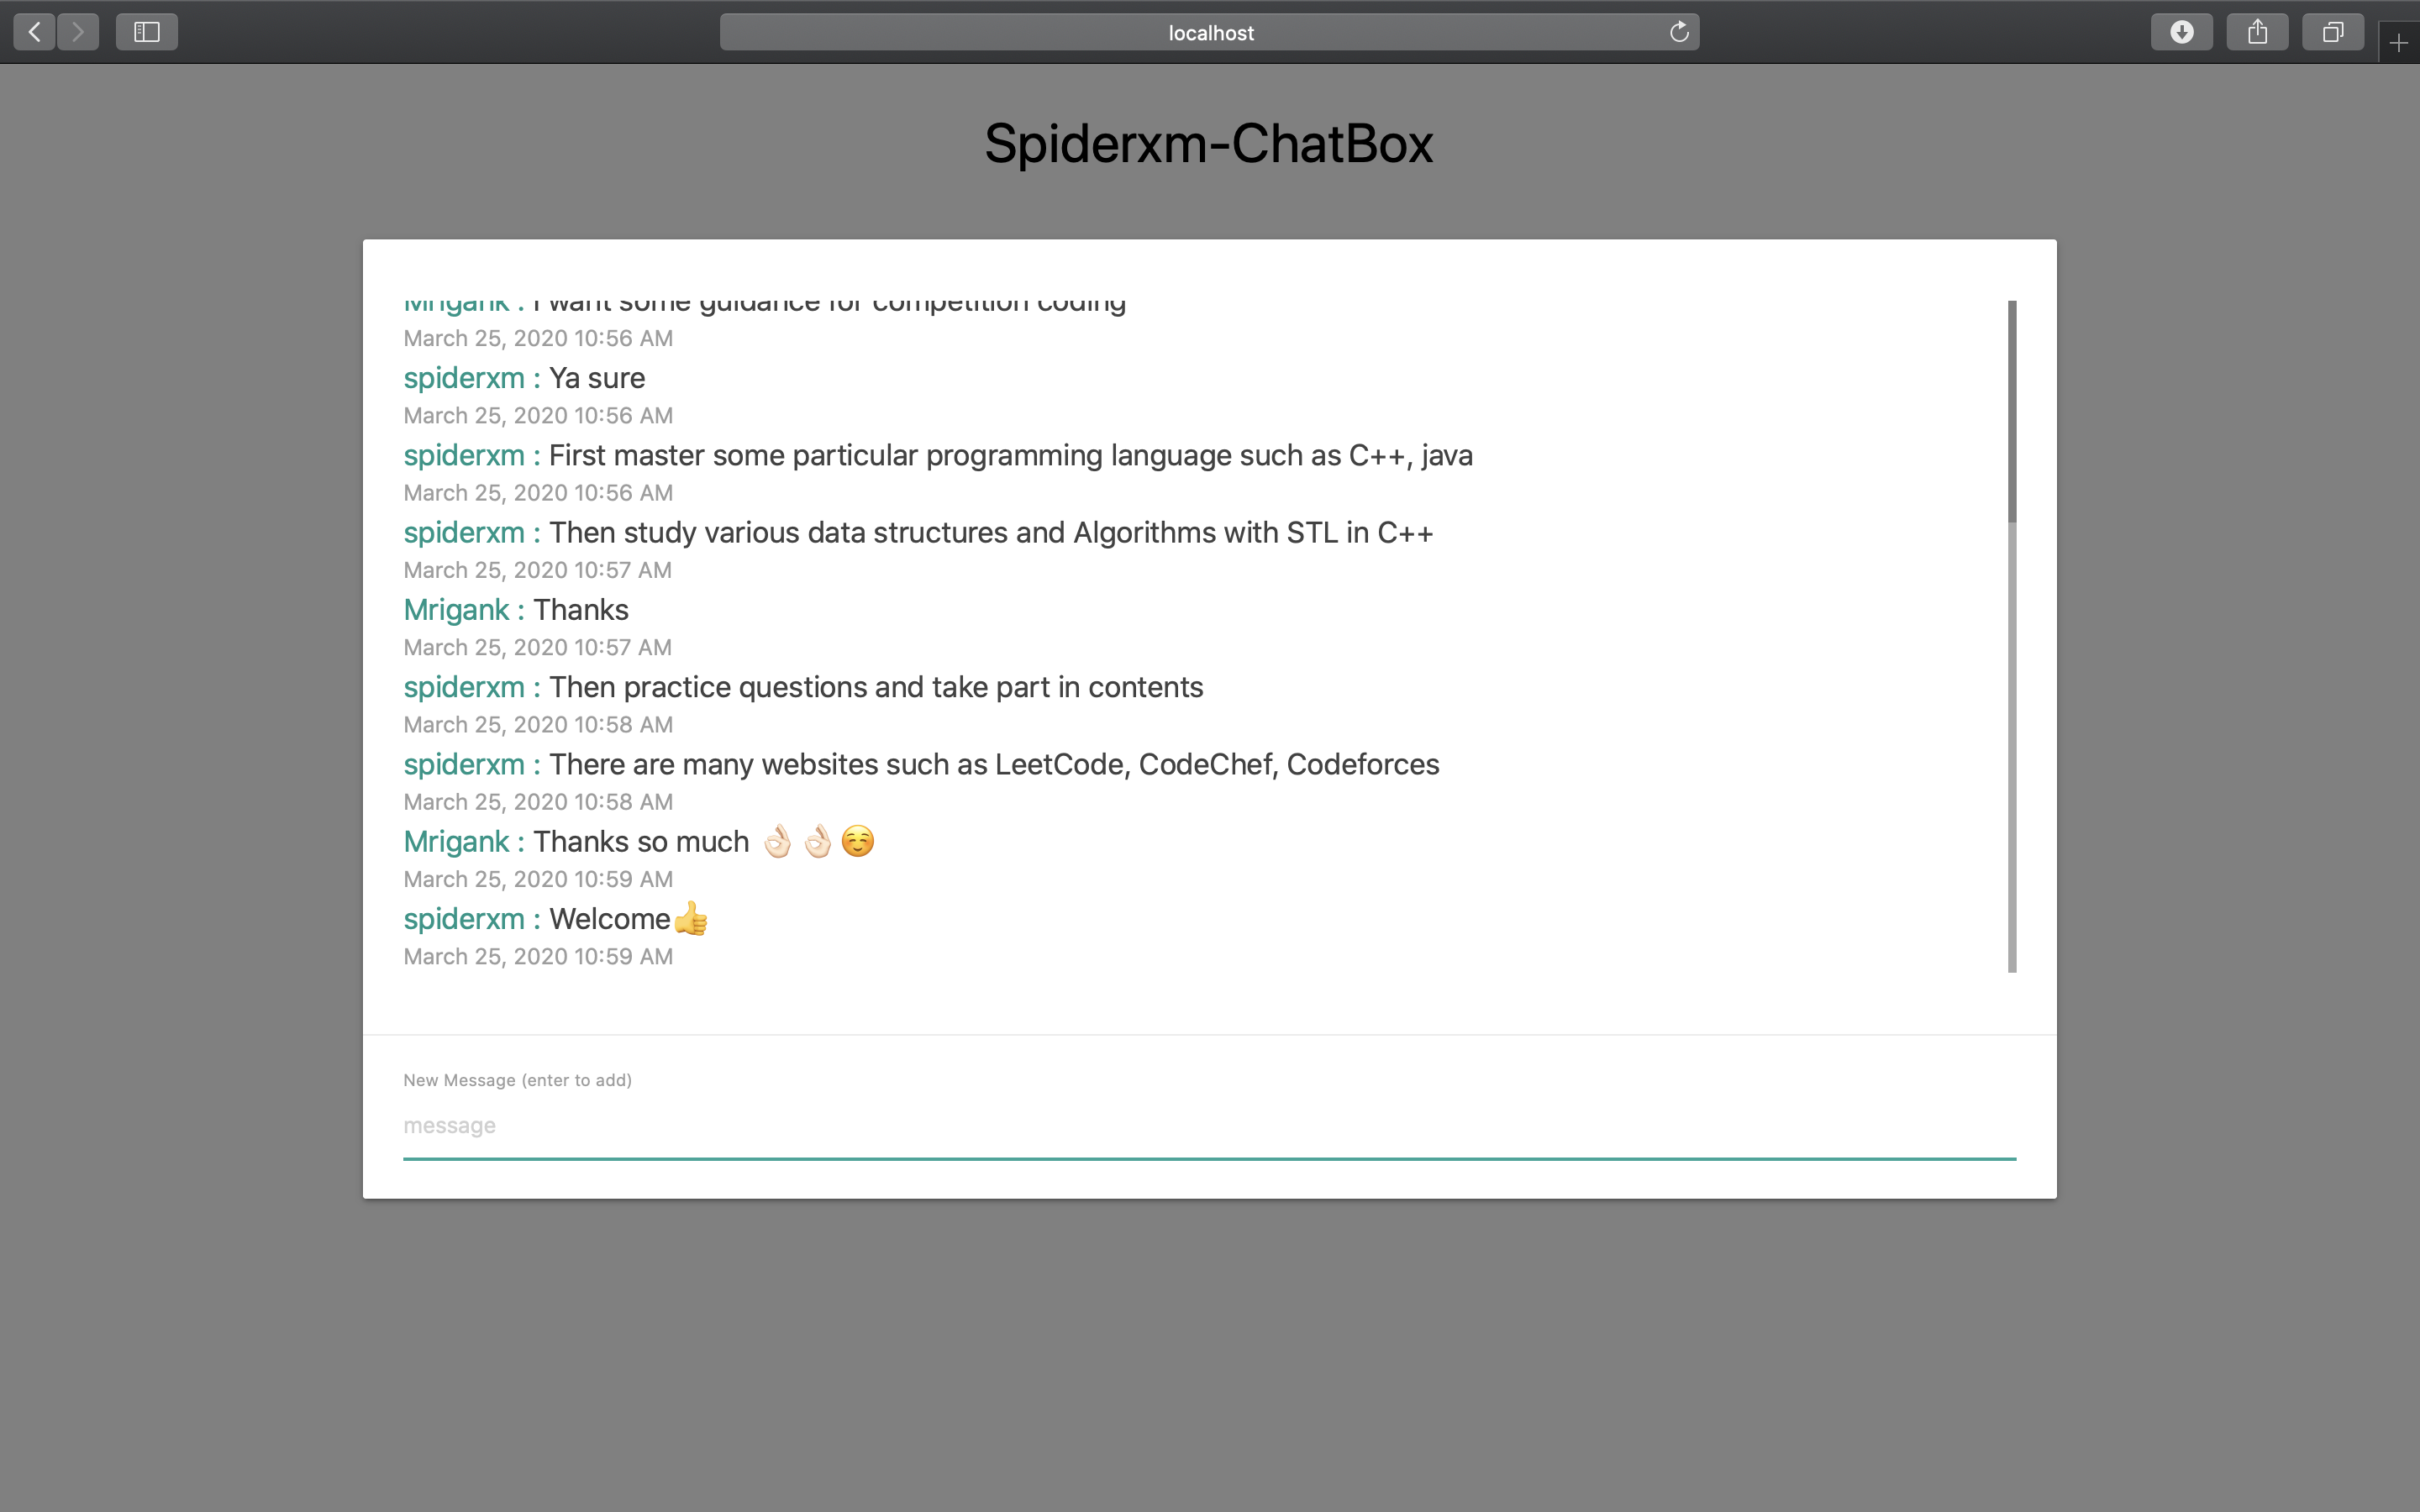 localhost
Spiderxm-ChatBox
Mrigank : I want some guidance for competition coding
March 25, 2020 10:56 AM
spiderxm : Ya sure
March 25, 2020 10:56 AM
spiderxm : First master some particular programming language such as C++, java
March 25, 2020 10:56 AM
spiderxm : Then study various data structures and Algorithms with STL in C++
March 25, 2020 10:57 AM
Mrigank : Thanks
March 25, 2020 10:57 AM
spiderxm : Then practice questions and take part in contents
March 25, 2020 10:58 AM
spiderxm : There are many websites such as LeetCode, CodeChef, Codeforces
March 25, 2020 10:58 AM
Mrigank : Thanks so much 👌🏻👌🏻☺️
March 25, 2020 10:59 AM
spiderxm : Welcome👍
March 25, 2020 10:59 AM
New Message (enter to add)
message